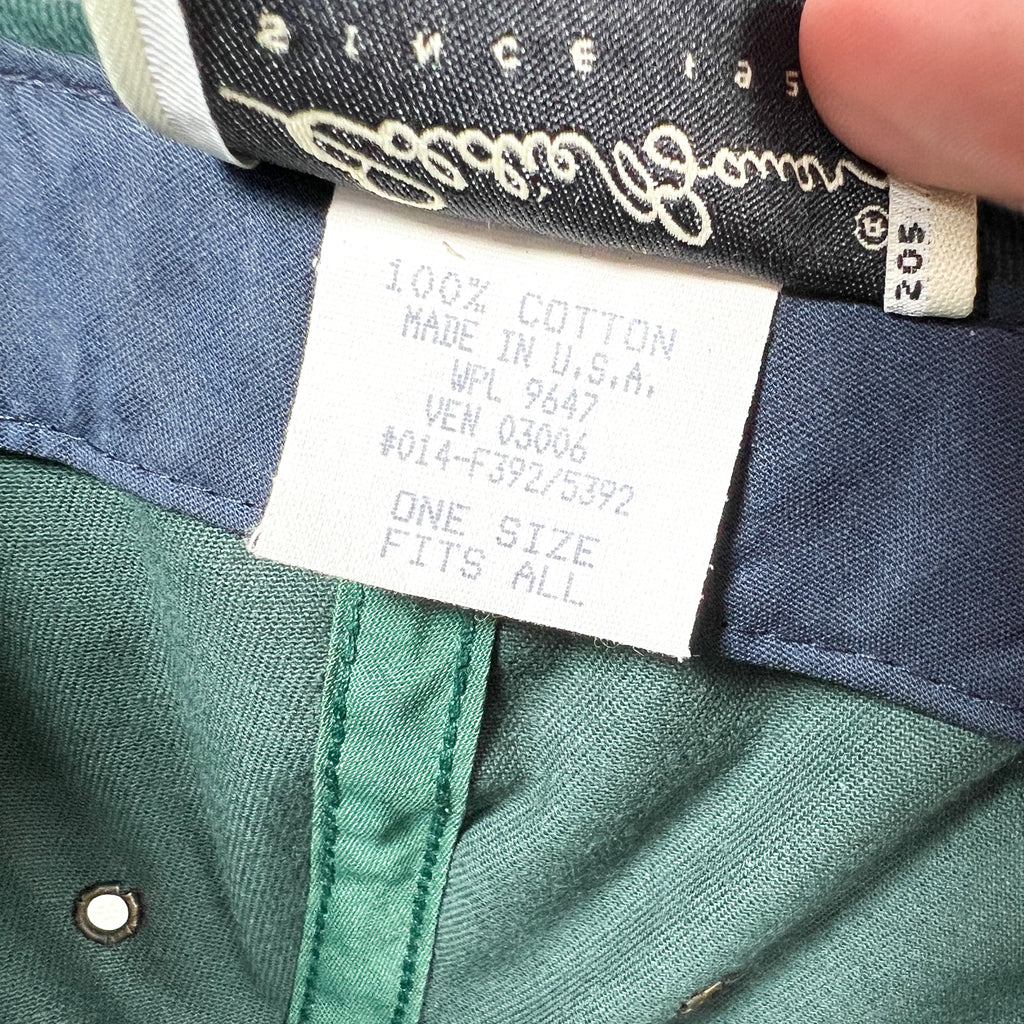 SINCE
®
205
100% COTTON
MADE IN U.S.A.
WPL 9647
VEN 03006
#014-F392/5392
ONE SIZE
FITS ALL